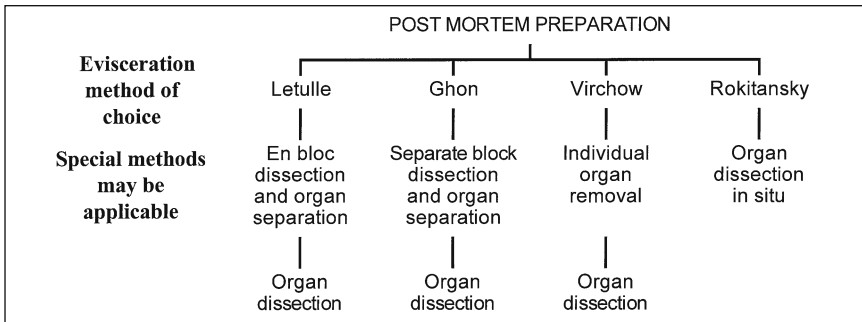 POST MORTEM PREPARATION
Evisceration
method of
choice
Letulle
Ghon
Virchow
Rokitansky
Special methods
may be
applicable
En bloc
dissection
and organ
separation
Separate block
dissection
and organ
separation
Individual
organ
removal
Organ
dissection
in situ
Organ
dissection
Organ
dissection
Organ
dissection